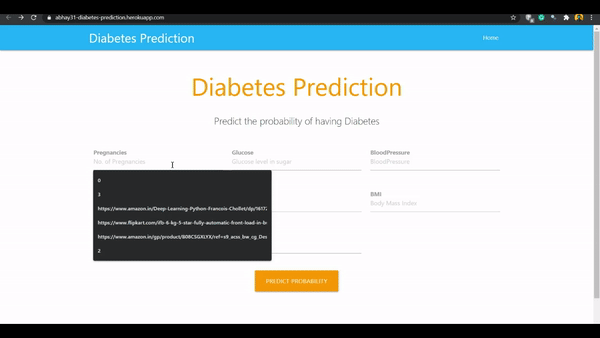 abhay31-diabetes-prediction.herokuapp.com
Diabetes Prediction
Home
Diabetes Prediction
Predict the probability of having Diabetes
Pregnancies
No. of Pregnancies
Glucose
Glucose level in sugar
BloodPressure
BloodPressure
0
3
https://www.amazon.in/Deep-Learning-Python-Francois-Chollet/dp/1617
https://www.flipkart.com/ifb-6-kg-5-star-fully-automatic-front-load-in-b
https://www.amazon.in/gp/product/B08CSGXLYX/ref=s9_acss_bw_cg_Des
2
BMI
Body Mass Index
PREDICT PROBABILITY